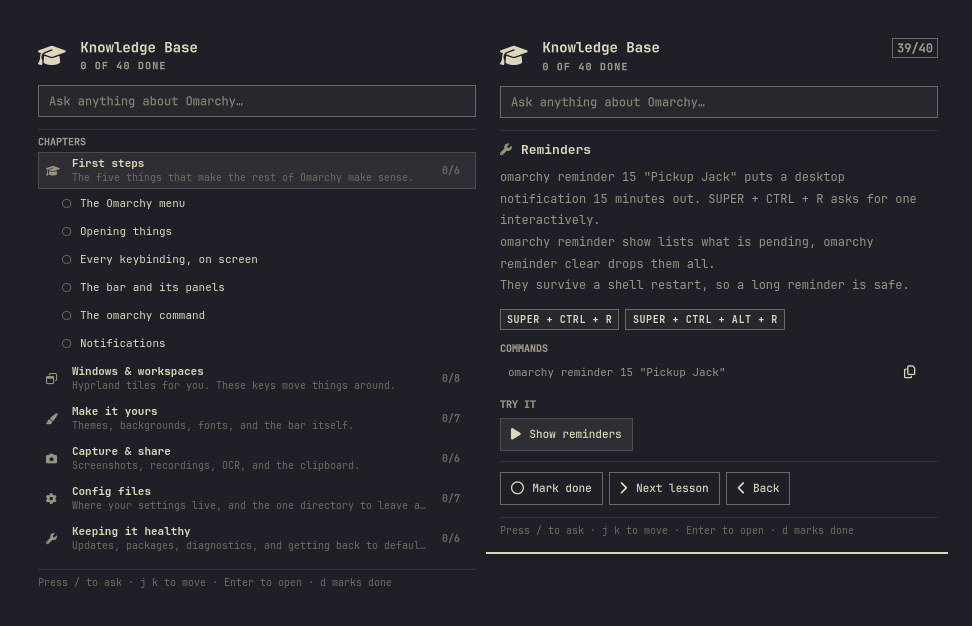 Knowledge Base
0 OF 40 DONE
Ask anything about Omarchy…
CHAPTERS
First steps
The five things that make the rest of Omarchy make sense.
0/6
The Omarchy menu
Opening things
Every keybinding, on screen
The bar and its panels
The omarchy command
Notifications
Windows & workspaces
Hyprland tiles for you. These keys move things around.
0/8
Make it yours
Themes, backgrounds, fonts, and the bar itself.
0/7
Capture & share
Screenshots, recordings, OCR, and the clipboard.
0/6
Config files
Where your settings live, and the one directory to leave a…
0/7
Keeping it healthy
Updates, packages, diagnostics, and getting back to defaul…
0/6
Press / to ask · j k to move · Enter to open · d marks done
Knowledge Base
0 OF 40 DONE
39/40
Ask anything about Omarchy…
Reminders
omarchy reminder 15 "Pickup Jack" puts a desktop
notification 15 minutes out. SUPER + CTRL + R asks for one
interactively.
omarchy reminder show lists what is pending, omarchy
reminder clear drops them all.
They survive a shell restart, so a long reminder is safe.
SUPER + CTRL + R
SUPER + CTRL + ALT + R
COMMANDS
omarchy reminder 15 "Pickup Jack"
TRY IT
Show reminders
Mark done
Next lesson
Back
Press / to ask · j k to move · Enter to open · d marks done